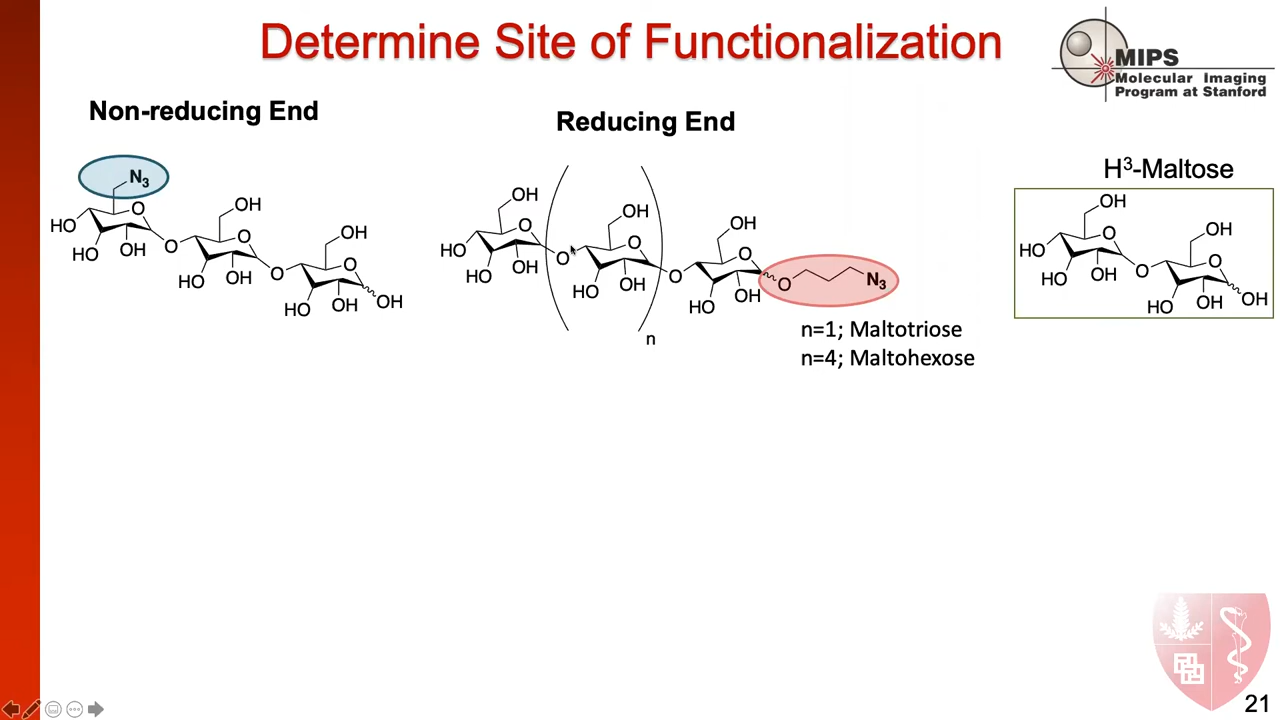 Determine Site of Functionalization
MIPS
Molecular Imaging
Program at Stanford
Non-reducing End
N3
HO
O
HO
OH
O
OH
O
HO
OH
O
OH
O
HO
OH
OH
Reducing End
OH
HO
O
HO
OH
O
OH
O
HO
OH
n
O
OH
O
HO
OH
O
N3
n=1; Maltotriose
n=4; Maltohexose
H3-Maltose
OH
HO
O
HO
OH
O
OH
O
HO
OH
OH
21